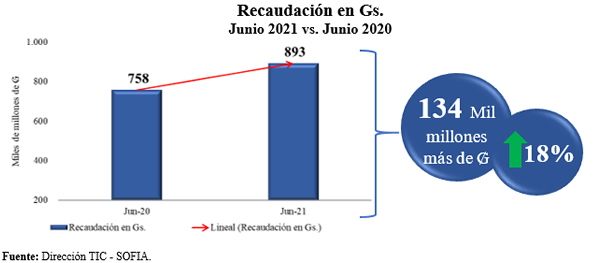 Recaudación en Gs.
Junio 2021 vs. Junio 2020
Miles de millones de ₲
1.000
800
600
400
200
758
893
Jun-20
Jun-21
Recaudación en Gs.
Lineal (Recaudación en Gs.)
134 Mil
millones
más de ₲
18%
Fuente: Dirección TIC - SOFIA.